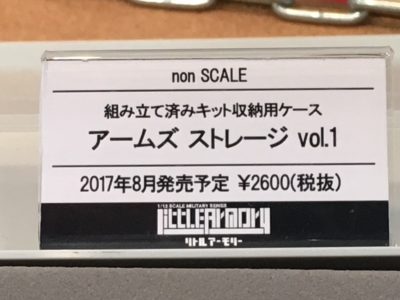 non SCALE
組み立て済みキット収納用ケース
アームズ ストレージ vol.1
2017年8月発売予定 ¥2600(税抜)
1/12 SCALE MILITARY SERIES
LittleArmory
リトルアーモリー